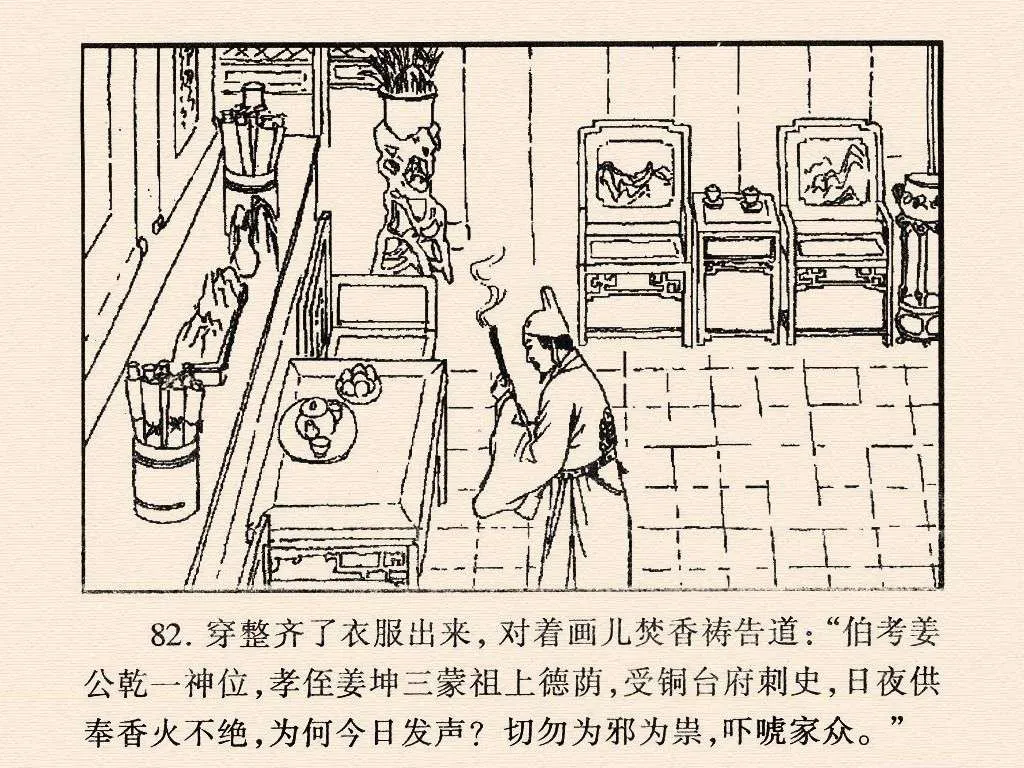 82. 穿整齐了衣服出来，对着画儿焚香祷告道：“伯考姜
公乾一神位，孝侄姜坤三蒙祖上德荫，受铜台府刺史，日夜供
奉香火不绝，为何今日发声？切勿为邪为祟，吓唬家众。”